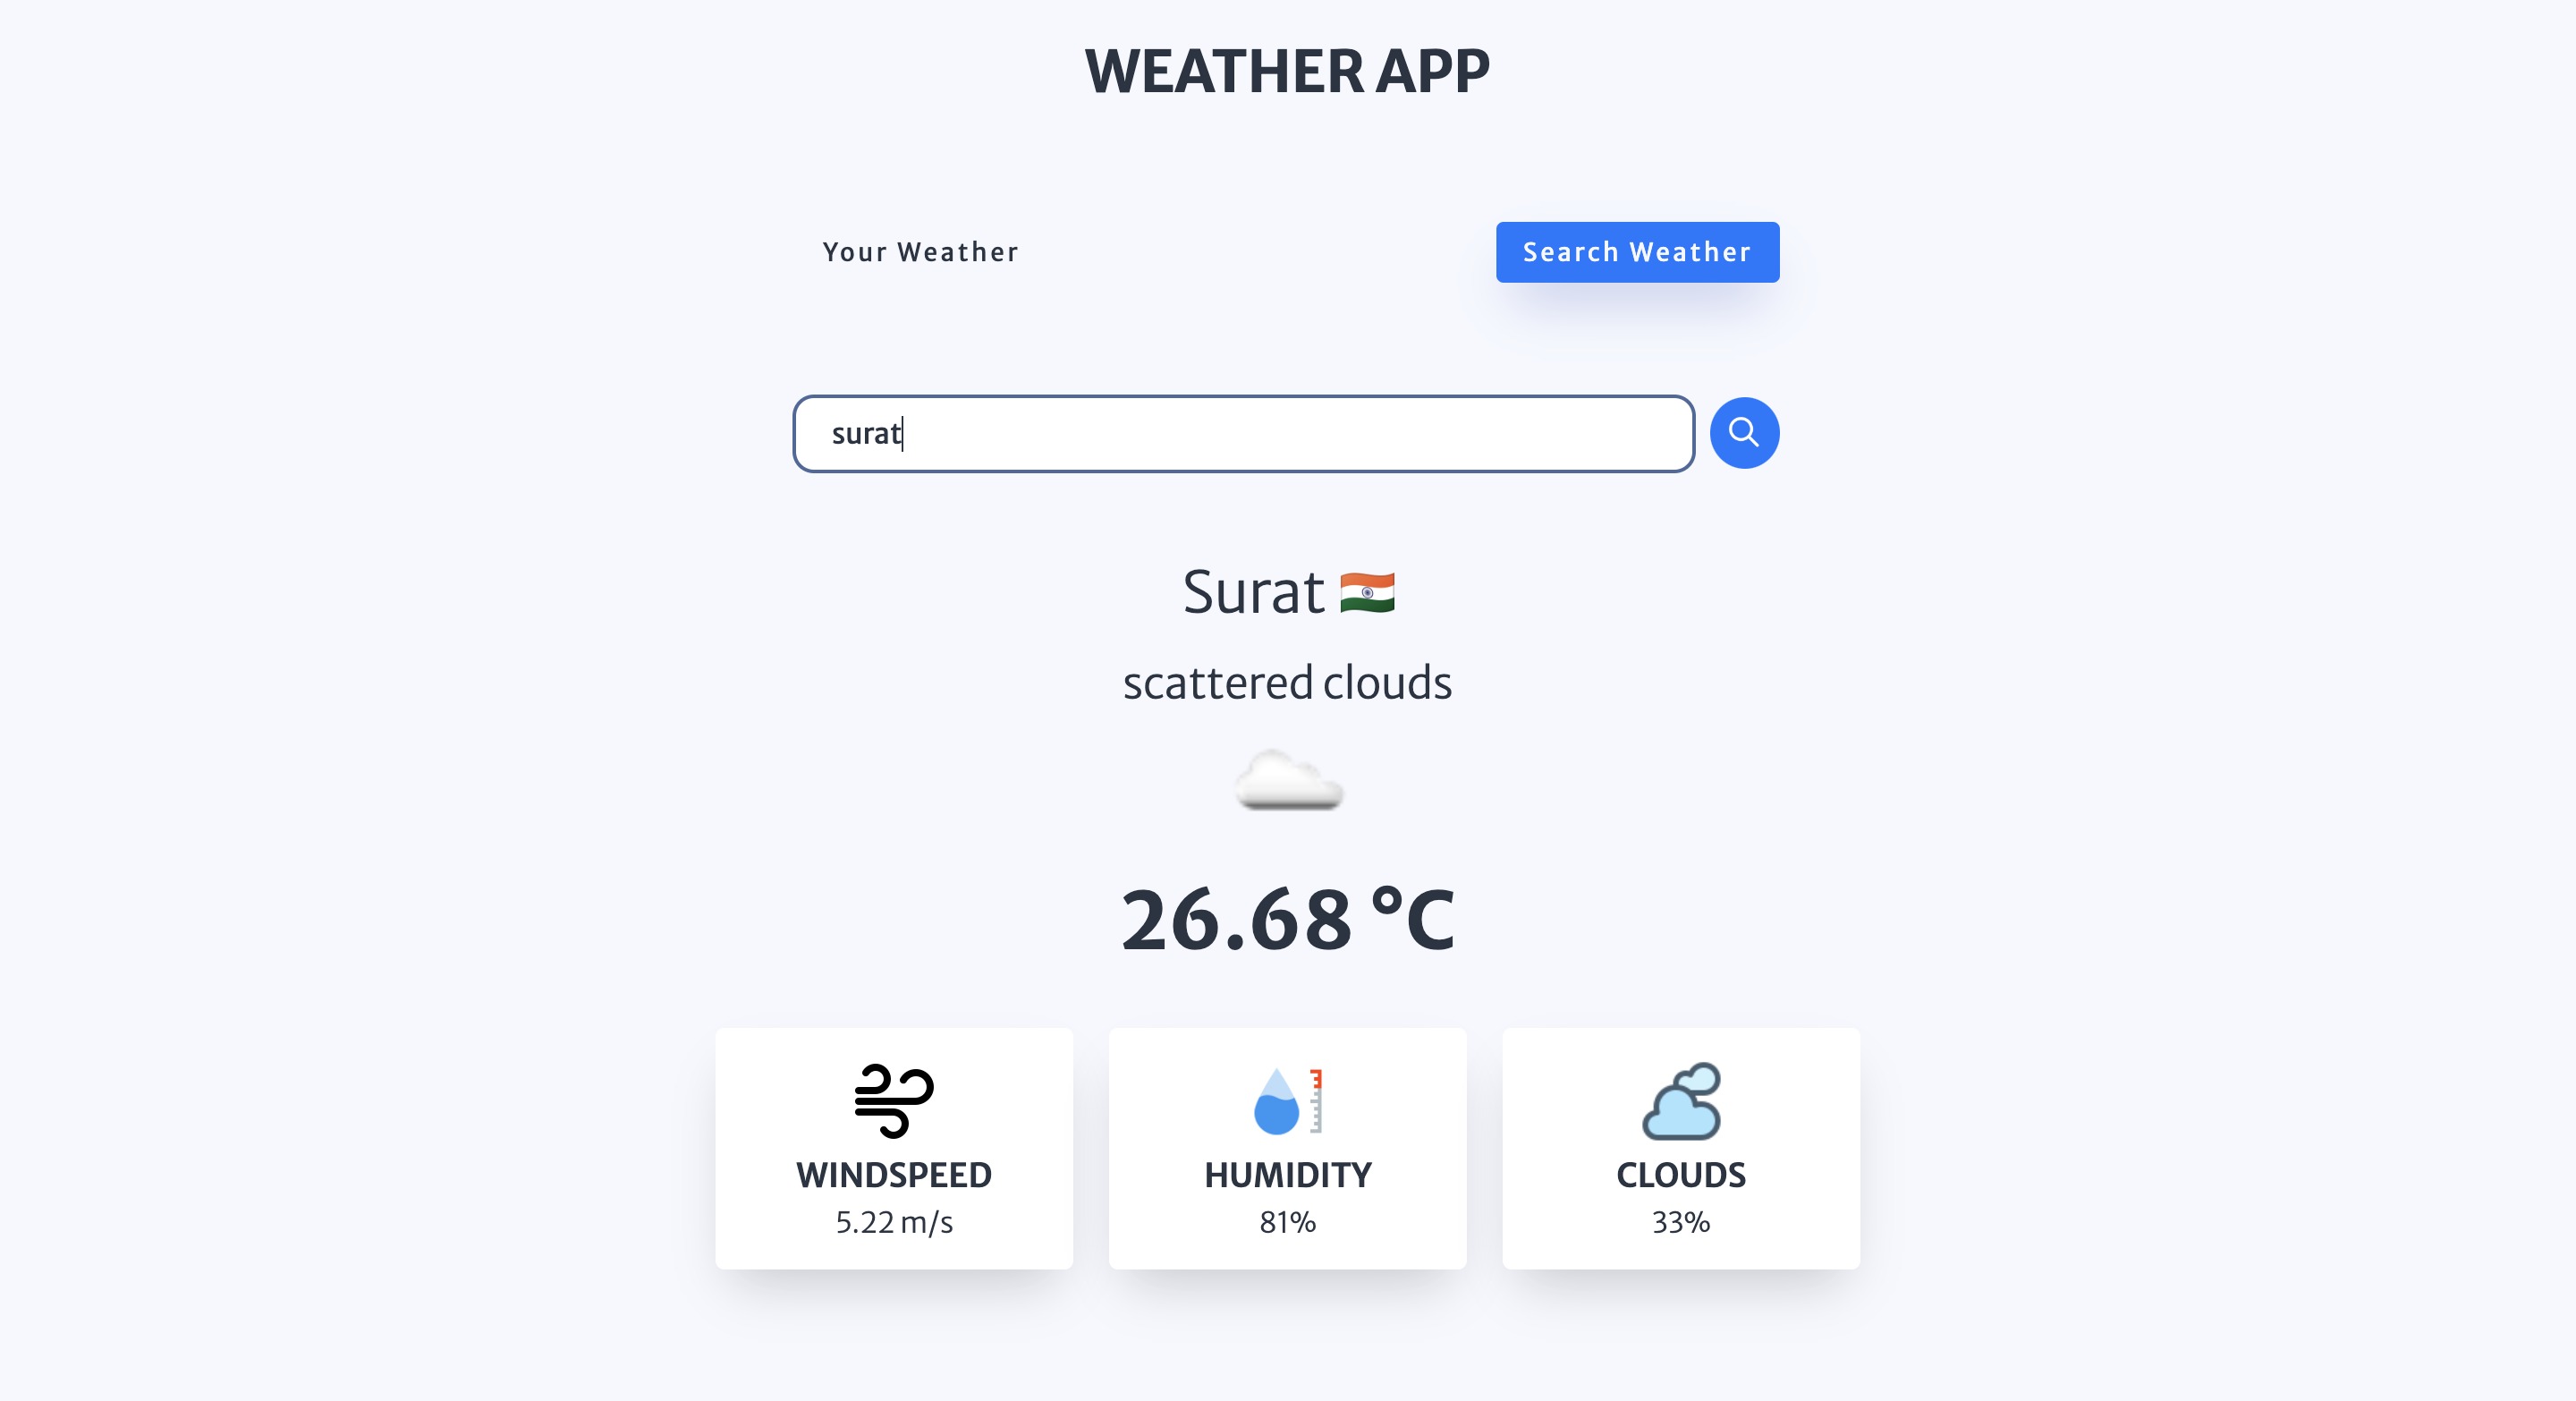 WEATHER APP
Your Weather
Search Weather
surat
Surat
scattered clouds
26.68 °C
WINDSPEED
5.22 m/s
HUMIDITY
81%
CLOUDS
33%